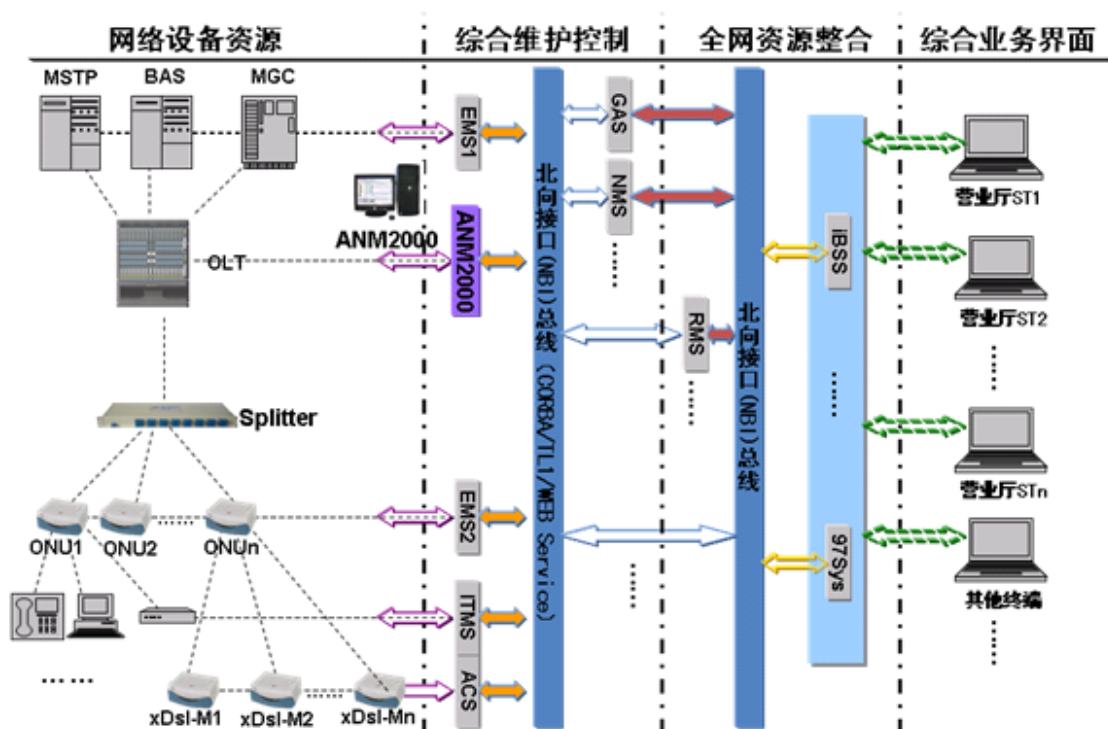 网络设备资源
综合维护控制
全网资源整合
综合业务界面
MSTP
BAS
MGC
EMS1
GAS
ANM2000
ANM2000
NMS
......
OLT
北向接口(NBI)总线 (CORBA/TL1/WEB Service)
RMS
......
北向接口(NBI)总线
iBSS
......
营业厅ST1
营业厅ST2
......
营业厅STn
Splitter
ONU1
ONU2
......
ONUn
EMS2
97Sys
其他终端
......
ITMS
......
ACS
......
xDsl-M1
xDsl-M2
......
xDsl-Mn